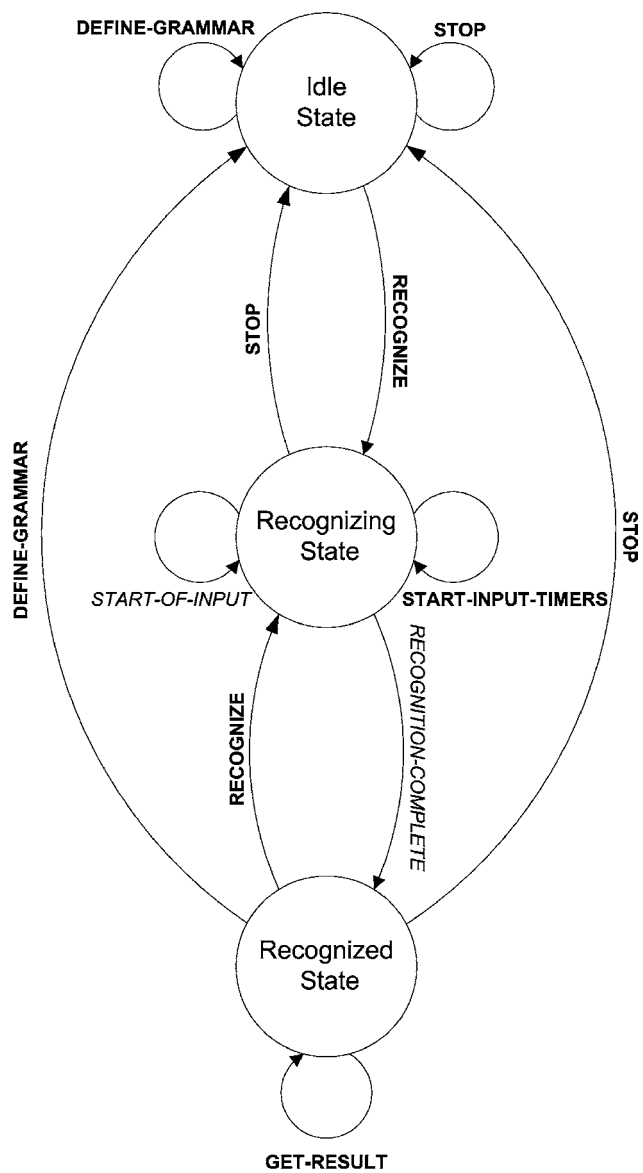 DEFINE-GRAMMAR
STOP
Idle
State
STOP
RECOGNIZE
DEFINE-GRAMMAR
STOP
Recognizing
State
START-OF-INPUT
START-INPUT-TIMERS
RECOGNIZE
RECOGNITION-COMPLETE
Recognized
State
GET-RESULT